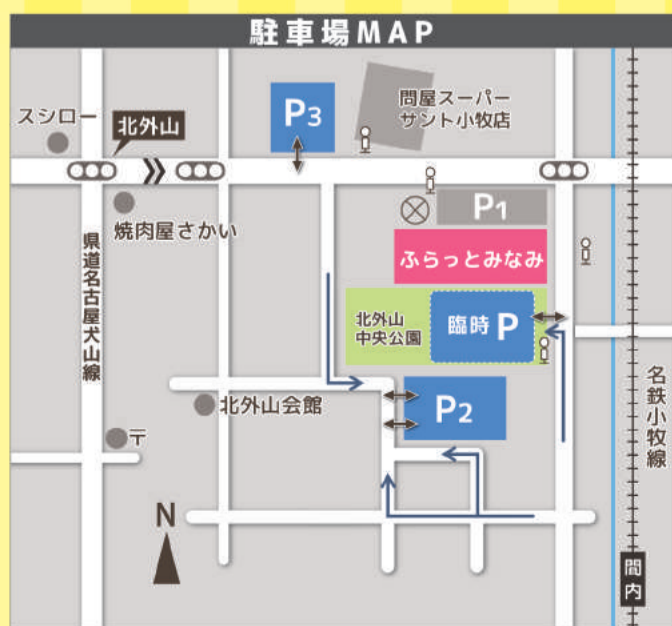 駐車場MAP
スシロー
北外山
P3
問屋スーパー
サント小牧店
焼肉屋さかい
P1
ふらっとみなみ
県道名古屋犬山線
北外山
中央公園
臨時 P
名鉄小牧線
北外山会館
P2
〒
N
間内